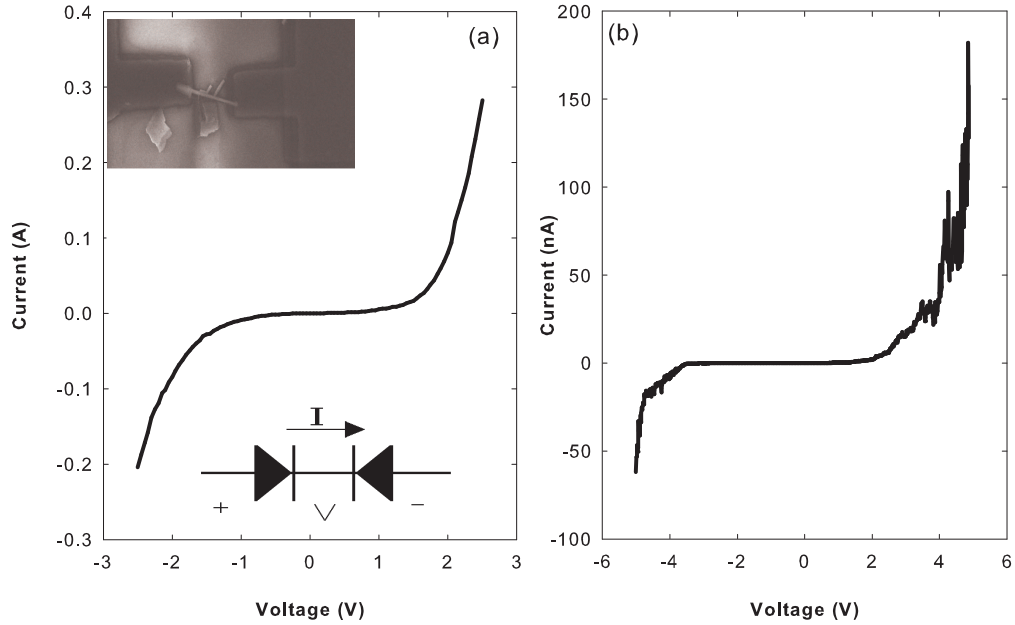 (a)
0.4
0.3
0.2
0.1
0.0
-0.1
-0.2
-0.3
Current (A)
-3 -2 -1 0 1 2 3
Voltage (V)
I
+ V −
(b)
200
150
100
50
0
-50
-100
Current (nA)
-6 -4 -2 0 2 4 6
Voltage (V)